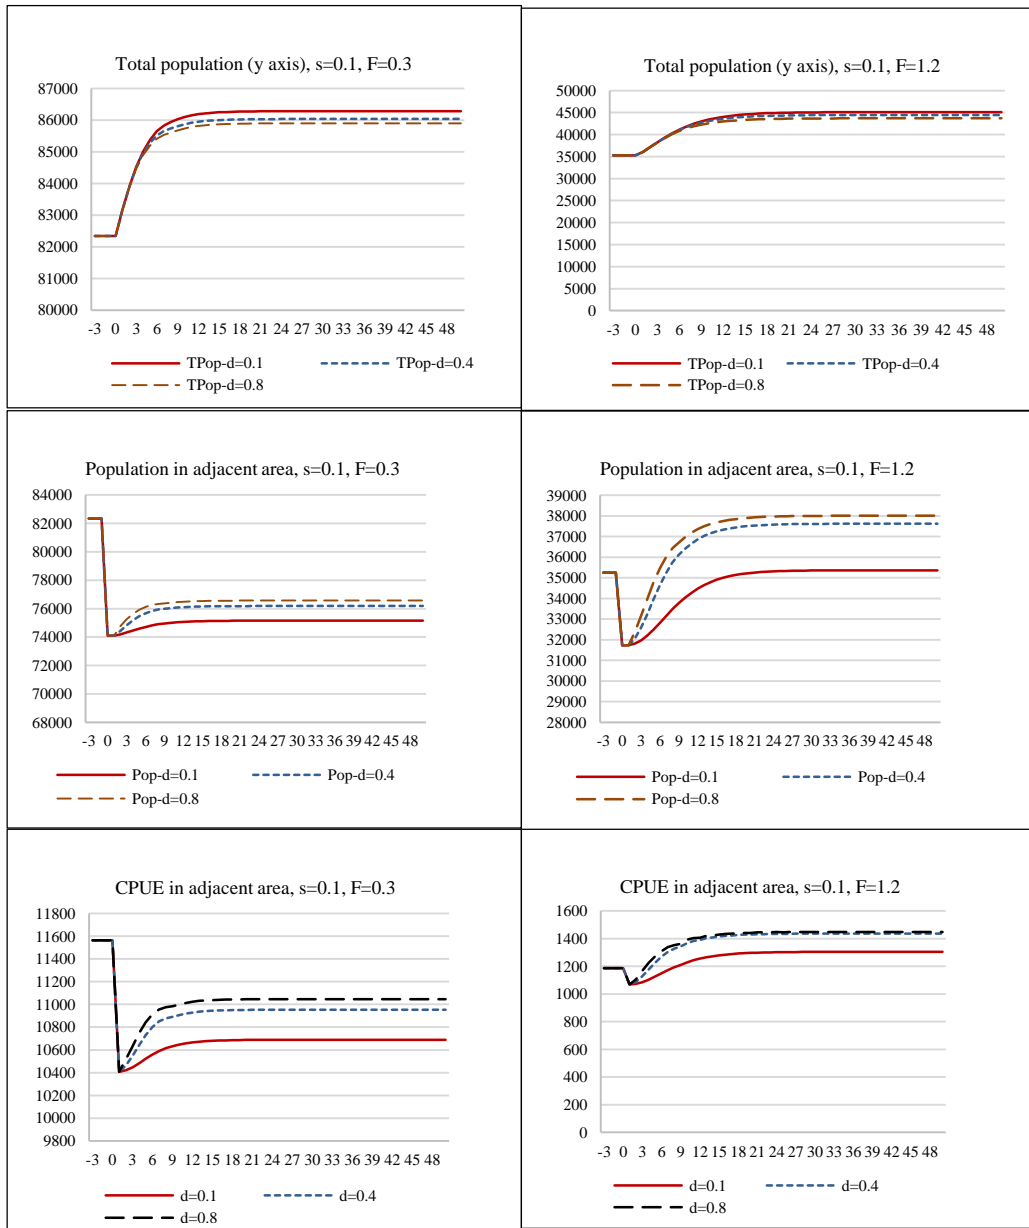 Total population (y axis), s=0.1, F=0.3
87000
86000
85000
84000
83000
82000
81000
80000
-3 0 3 6 9 12 15 18 21 24 27 30 33 36 39 42 45 48
TPop-d=0.1 TPop-d=0.4
TPop-d=0.8
Total population (y axis), s=0.1, F=1.2
50000
45000
40000
35000
30000
25000
20000
15000
10000
5000
0
-3 0 3 6 9 12 15 18 21 24 27 30 33 36 39 42 45 48
TPop-d=0.1 TPop-d=0.4
TPop-d=0.8
Population in adjacent area, s=0.1, F=0.3
84000
82000
80000
78000
76000
74000
72000
70000
68000
-3 0 3 6 9 12 15 18 21 24 27 30 33 36 39 42 45 48
Pop-d=0.1 Pop-d=0.4
Pop-d=0.8
Population in adjacent area, s=0.1, F=1.2
39000
38000
37000
36000
35000
34000
33000
32000
31000
30000
29000
28000
-3 0 3 6 9 12 15 18 21 24 27 30 33 36 39 42 45 48
Pop-d=0.1 Pop-d=0.4
Pop-d=0.8
CPUE in adjacent area, s=0.1, F=0.3
11800
11600
11400
11200
11000
10800
10600
10400
10200
10000
9800
-3 0 3 6 9 12 15 18 21 24 27 30 33 36 39 42 45 48
d=0.1 d=0.4
d=0.8
CPUE in adjacent area, s=0.1, F=1.2
1600
1400
1200
1000
800
600
400
200
0
-3 0 3 6 9 12 15 18 21 24 27 30 33 36 39 42 45 48
d=0.1 d=0.4
d=0.8